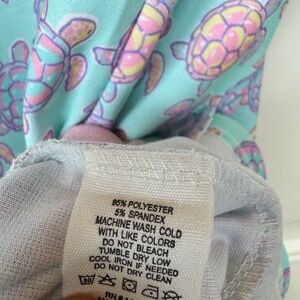 95% POLYESTER
5% SPANDEX
MACHINE WASH COLD
WITH LIKE COLORS
DO NOT BLEACH
TUMBLE DRY LOW
COOL IRON IF NEEDED
DO NOT DRY CLEAN
RN#